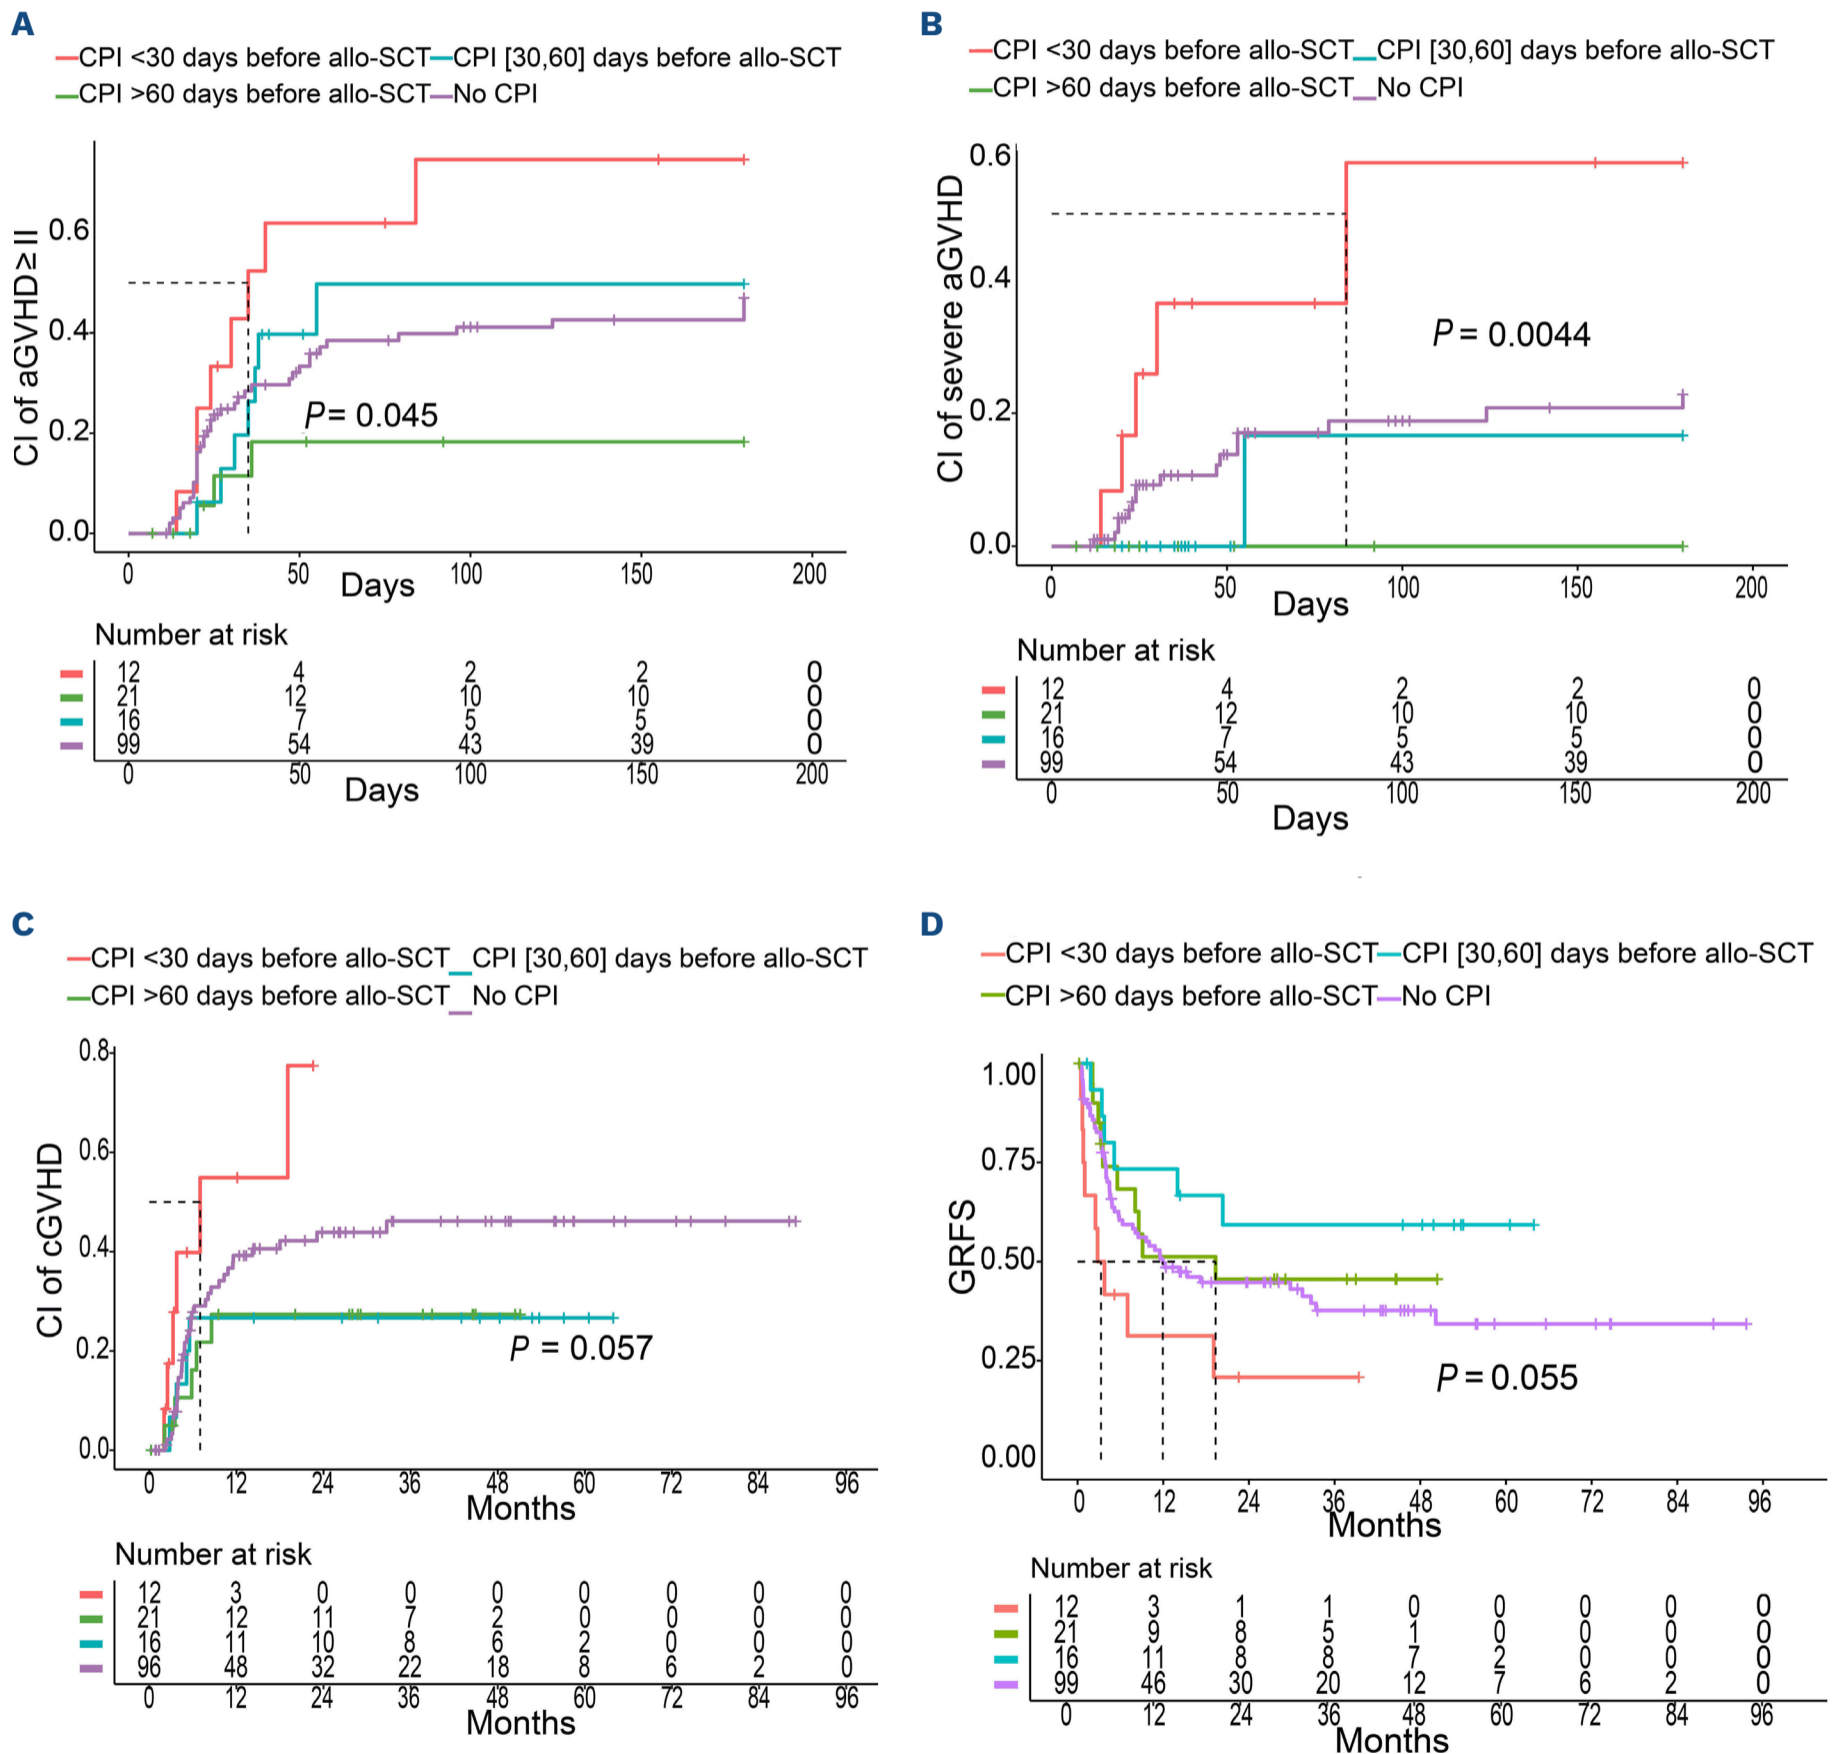 A
CPI <30 days before allo-SCT CPI [30,60] days before allo-SCT
CPI >60 days before allo-SCT No CPI
CI of aGVHD≥II
0.6
0.4
0.2
0.0
P = 0.045
0 50 100 150 200
Days
Number at risk
12 4 2 2 0
21 12 10 10 0
16 7 5 5 0
99 54 43 39 0
0 50 100 150 200
Days
B
CPI <30 days before allo-SCT CPI [30,60] days before allo-SCT
CPI >60 days before allo-SCT No CPI
CI of severe aGVHD
0.6
0.4
0.2
0.0
P = 0.0044
0 50 100 150 200
Days
Number at risk
12 4 2 2 0
21 12 10 10 0
16 7 5 5 0
99 54 43 39 0
0 50 100 150 200
Days
C
CPI <30 days before allo-SCT CPI [30,60] days before allo-SCT
CPI >60 days before allo-SCT No CPI
CI of cGVHD
0.8
0.6
0.4
0.2
0.0
P = 0.057
0 12 24 36 48 60 72 84 96
Months
Number at risk
12 3 0 0 0 0 0 0 0
21 12 11 7 2 0 0 0 0
16 11 10 8 6 2 0 0 0
96 48 32 22 18 8 6 2 0
0 12 24 36 48 60 72 84 96
Months
D
CPI <30 days before allo-SCT CPI [30,60] days before allo-SCT
CPI >60 days before allo-SCT No CPI
GRFS
1.00
0.75
0.50
0.25
0.00
P = 0.055
0 12 24 36 48 60 72 84 96
Months
Number at risk
12 3 1 1 0 0 0 0 0
21 9 8 5 1 0 0 0 0
16 11 8 8 7 2 0 0 0
99 46 30 20 12 7 6 2 0
0 12 24 36 48 60 72 84 96
Months